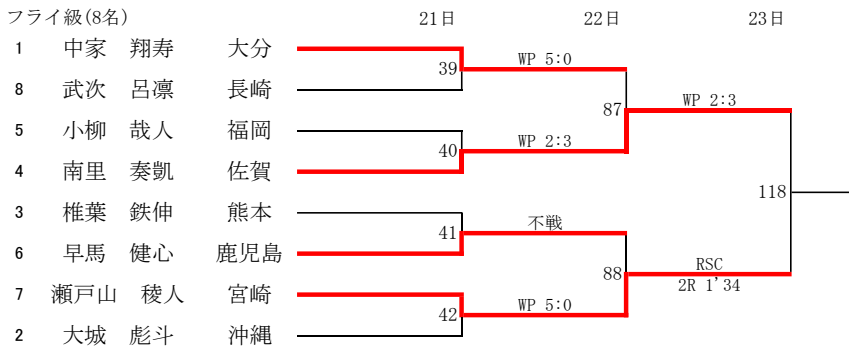 フライ級(8名) 21日 22日 23日
1 中家 翔寿 大分
39 WP 5:0
8 武次 呂凛 長崎
87 WP 2:3
5 小柳 哉人 福岡
40 WP 2:3
4 南里 奏凱 佐賀
118
3 椎葉 鉄伸 熊本
41 不戦
6 早馬 健心 鹿児島
88 RSC
2R 1'34
7 瀬戸山 稜人 宮崎
42 WP 5:0
2 大城 彪斗 沖縄